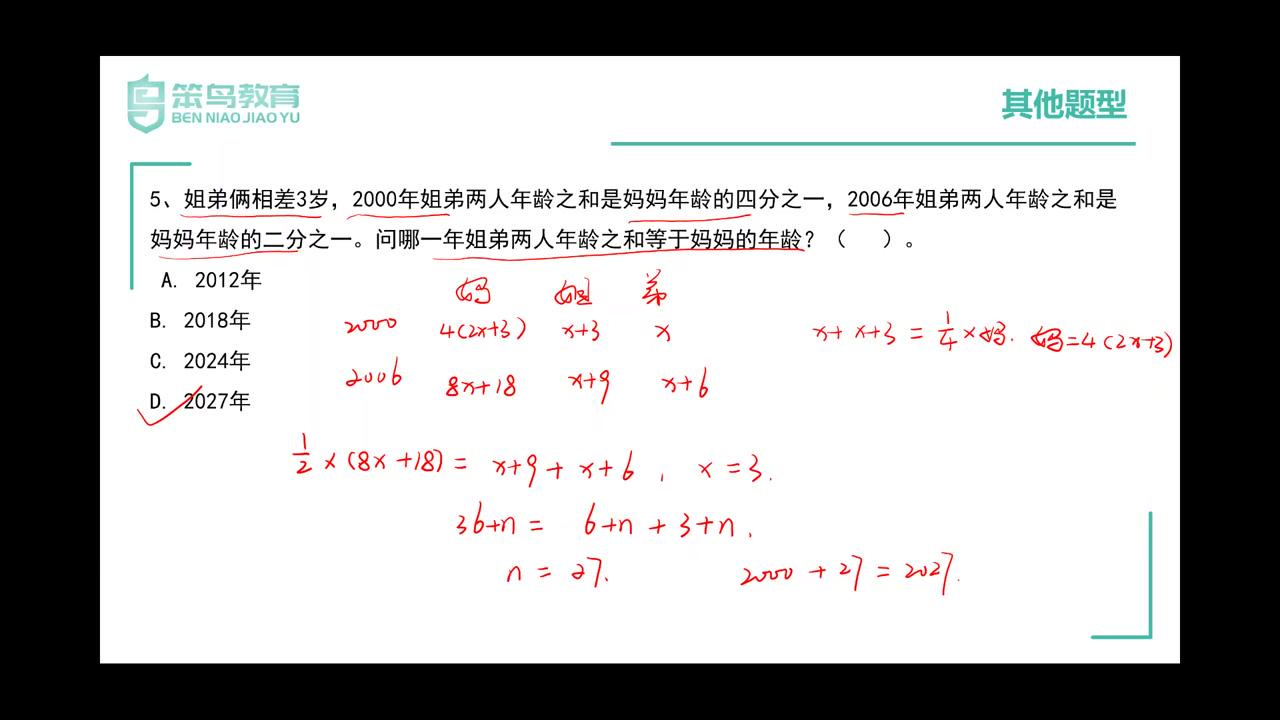 笨鸟教育
BEN NIAO JIAO YU
其他题型
5、姐弟俩相差3岁，2000年姐弟两人年龄之和是妈妈年龄的四分之一，2006年姐弟两人年龄之和是
妈妈年龄的二分之一。问哪一年姐弟两人年龄之和等于妈妈的年龄？（ ）。
A. 2012年
B. 2018年
C. 2024年
D. 2027年
妈 姐 弟
2000 4(2x+3) x+3 x
x+x+3 = 1/4 ×妈. 妈=4(2x+3)
2006 8x+18 x+9 x+6
1/2 ×(8x+18) = x+9+x+6, x=3.
36+n = 6+n+3+n.
n = 27. 2000+27=2027.